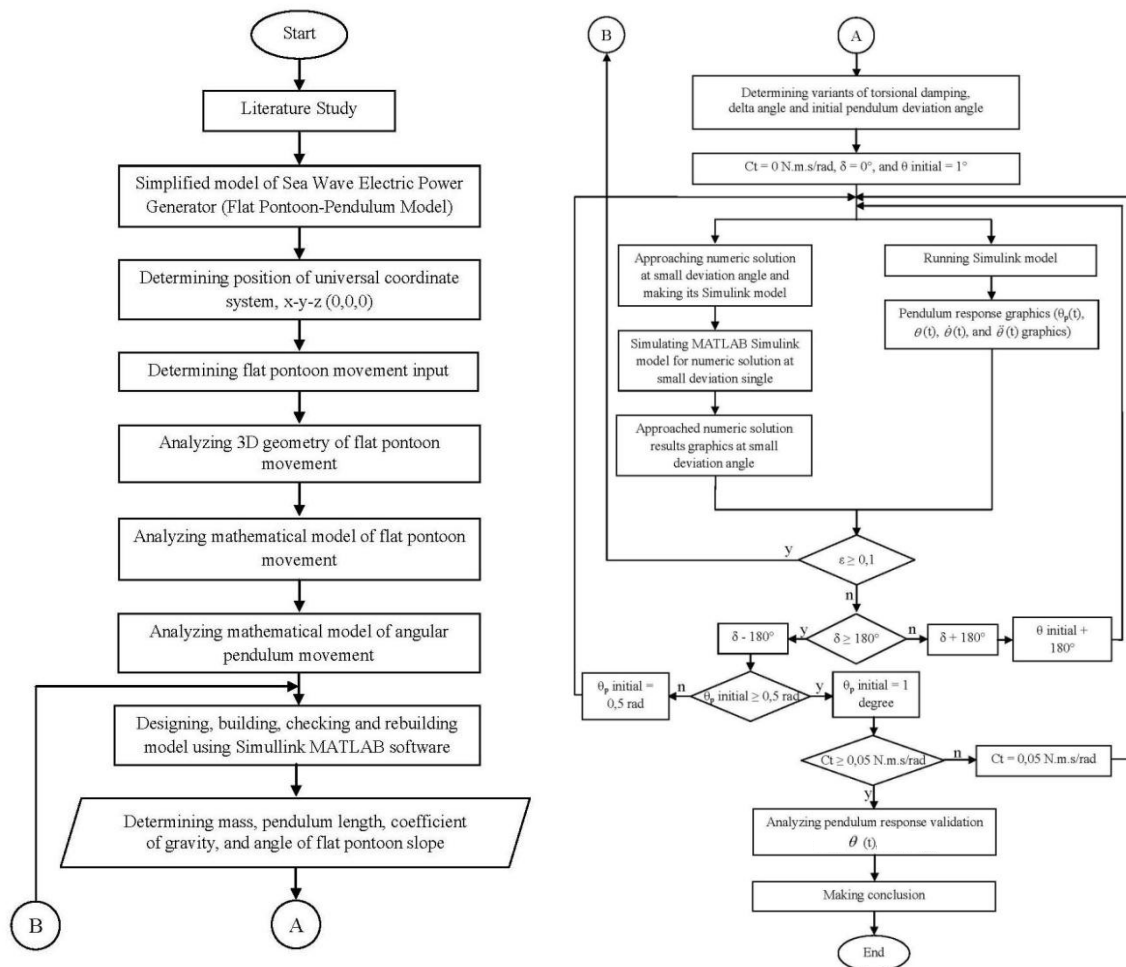 Start
Literature Study
Simplified model of Sea Wave Electric Power
Generator (Flat Pontoon-Pendulum Model)
Determining position of universal coordinate
system, x-y-z (0,0,0)
Determining flat pontoon movement input
Analyzing 3D geometry of flat pontoon
movement
Analyzing mathematical model of flat pontoon
movement
Analyzing mathematical model of angular
pendulum movement
Designing, building, checking and rebuilding
model using Simullink MATLAB software
Determining mass, pendulum length, coefficient
of gravity, and angle of flat pontoon slope
B
A
B
A
Determining variants of torsional damping,
delta angle and initial pendulum deviation angle
Ct = 0 N.m.s/rad, δ = 0°, and θ initial = 1°
Approaching numeric solution
at small deviation angle and
making its Simulink model
Simulating MATLAB Simulink
model for numeric solution at
small deviation single
Approached numeric solution
results graphics at small
deviation angle
Running Simulink model
Pendulum response graphics (θp(t),
θ(t), θ̇(t), and θ̈(t) graphics)
y
ε ≥ 0,1
n
δ - 180°
y
δ ≥ 180°
n
δ + 180°
θ initial +
180°
θp initial =
0,5 rad
n
θp initial ≥ 0,5 rad
y
θp initial = 1
degree
Ct ≥ 0,05 N.m.s/rad
n
Ct = 0,05 N.m.s/rad
y
Analyzing pendulum response validation
θ (t),
Making conclusion
End